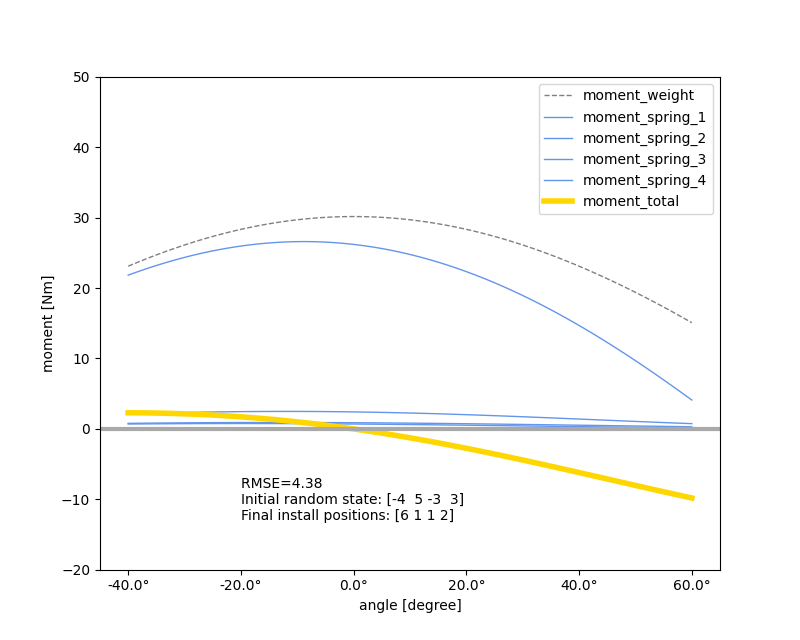 50
40
30
20
10
0
−10
−20
-40.0°
-20.0°
0.0°
20.0°
40.0°
60.0°
angle [degree]
moment [Nm]
moment_weight
moment_spring_1
moment_spring_2
moment_spring_3
moment_spring_4
moment_total
RMSE=4.38
Initial random state: [-4  5 -3  3]
Final install positions: [6 1 1 2]